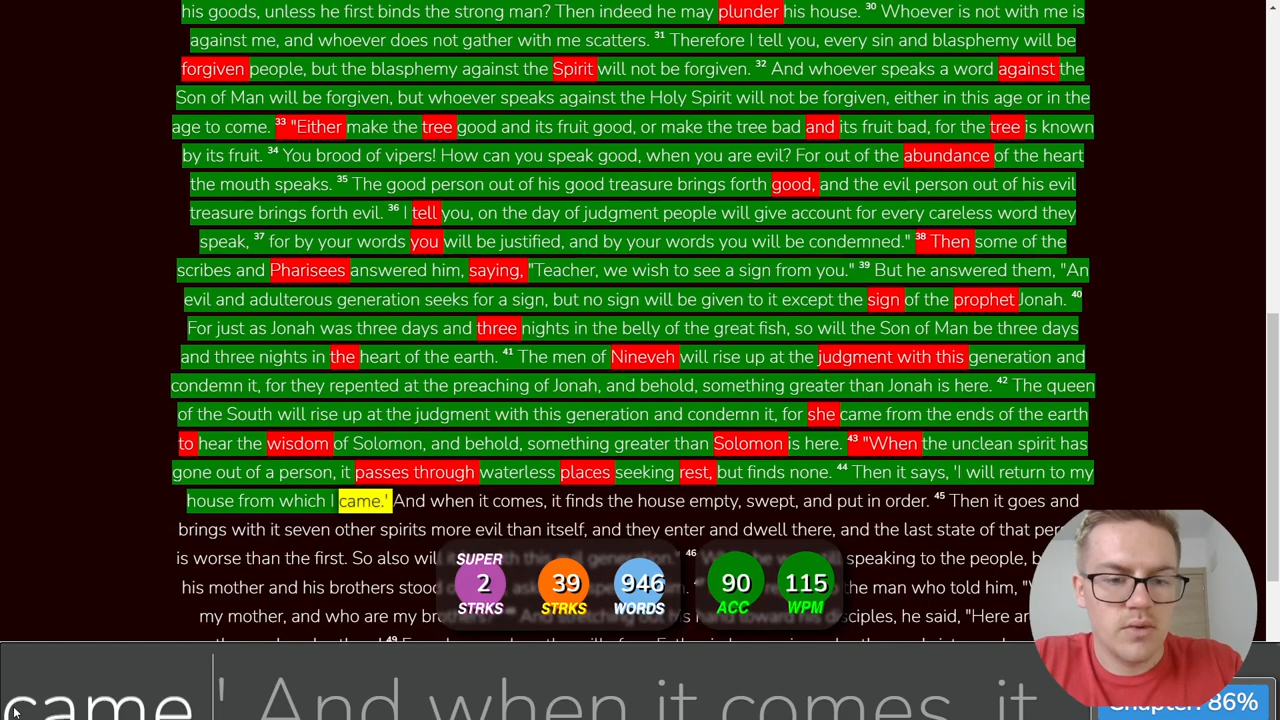 his goods, unless he first binds the strong man? Then indeed he may plunder his house. 30 Whoever is not with me is
against me, and whoever does not gather with me scatters. 31 Therefore I tell you, every sin and blasphemy will be
forgiven people, but the blasphemy against the Spirit will not be forgiven. 32 And whoever speaks a word against the
Son of Man will be forgiven, but whoever speaks against the Holy Spirit will not be forgiven, either in this age or in the
age to come. 33 "Either make the tree good and its fruit good, or make the tree bad and its fruit bad, for the tree is known
by its fruit. 34 You brood of vipers! How can you speak good, when you are evil? For out of the abundance of the heart
the mouth speaks. 35 The good person out of his good treasure brings forth good, and the evil person out of his evil
treasure brings forth evil. 36 I tell you, on the day of judgment people will give account for every careless word they
speak, 37 for by your words you will be justified, and by your words you will be condemned." 38 Then some of the
scribes and Pharisees answered him, saying, "Teacher, we wish to see a sign from you." 39 But he answered them, "An
evil and adulterous generation seeks for a sign, but no sign will be given to it except the sign of the prophet Jonah. 40
For just as Jonah was three days and three nights in the belly of the great fish, so will the Son of Man be three days
and three nights in the heart of the earth. 41 The men of Nineveh will rise up at the judgment with this generation and
condemn it, for they repented at the preaching of Jonah, and behold, something greater than Jonah is here. 42 The queen
of the South will rise up at the judgment with this generation and condemn it, for she came from the ends of the earth
to hear the wisdom of Solomon, and behold, something greater than Solomon is here. 43 "When the unclean spirit has
gone out of a person, it passes through waterless places seeking rest, but finds none. 44 Then it says, 'I will return to my
house from which I came.' And when it comes, it finds the house empty, swept, and put in order. 45 Then it goes and
brings with it seven other spirits more evil than itself, and they enter and dwell there, and the last state of that
is worse than the first. So also will with this evil generation." 46 speaking to the people,
his mother and his brothers stood the man who told him,
my mother, and who are my his hand toward his disciples, he said, "Here are
49
SUPER
2 39 946 90 115
STRKS STRKS WORDS ACC WPM
came' And when it comes, it
Chapter: 86%